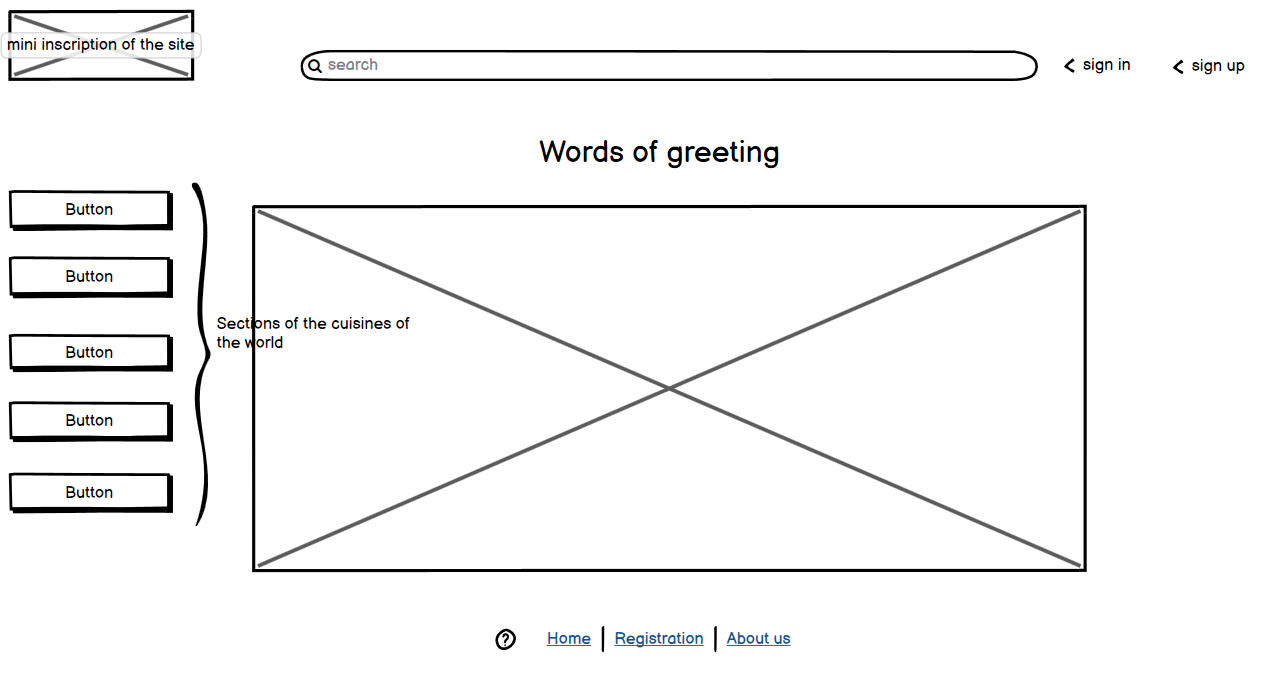 mini inscription of the site
search
sign in
sign up
Words of greeting
Button
Button
Sections of the cuisines of
the world
Button
Button
Button
?
Home
Registration
About us